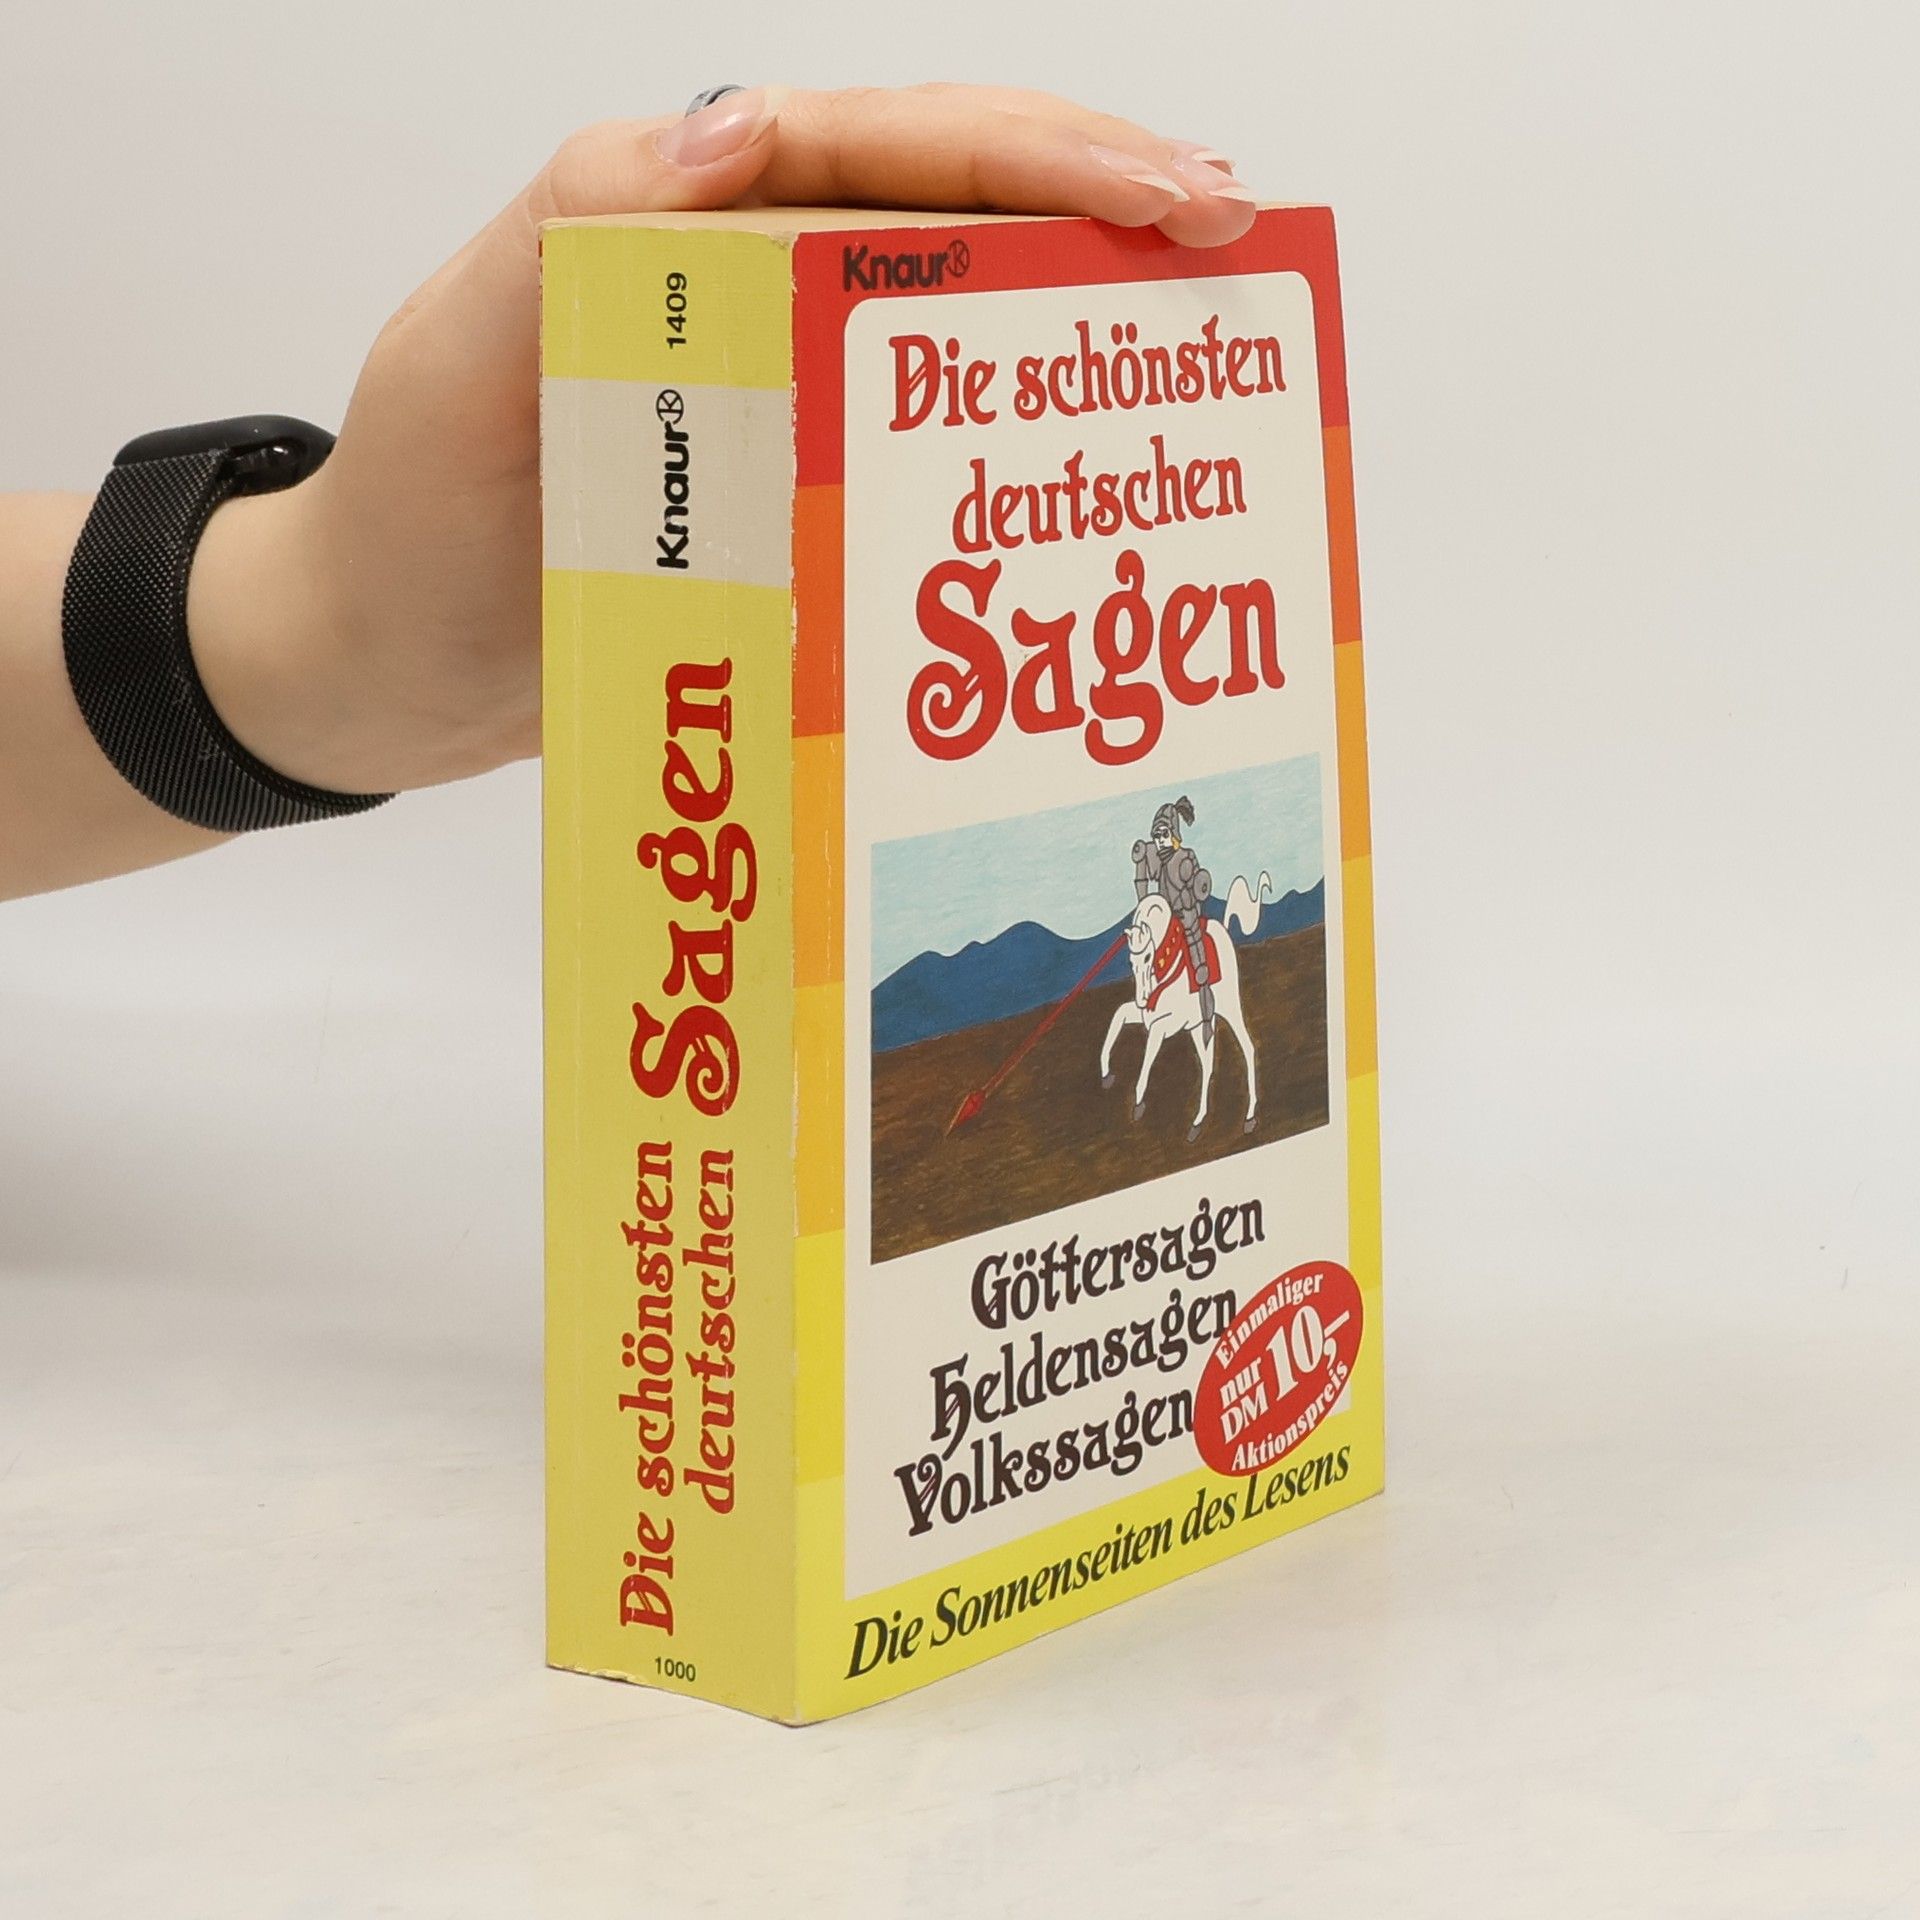 1409
Knaur
Die schönsten
deutschen
Sagen
1000
Knaur
Die schönsten
deutschen
Sagen
Göttersagen
Heldensagen
Volkssagen
Einmaliger
nur
DM 10,–
Aktionspreis
Die Sonnenseiten des Lesens